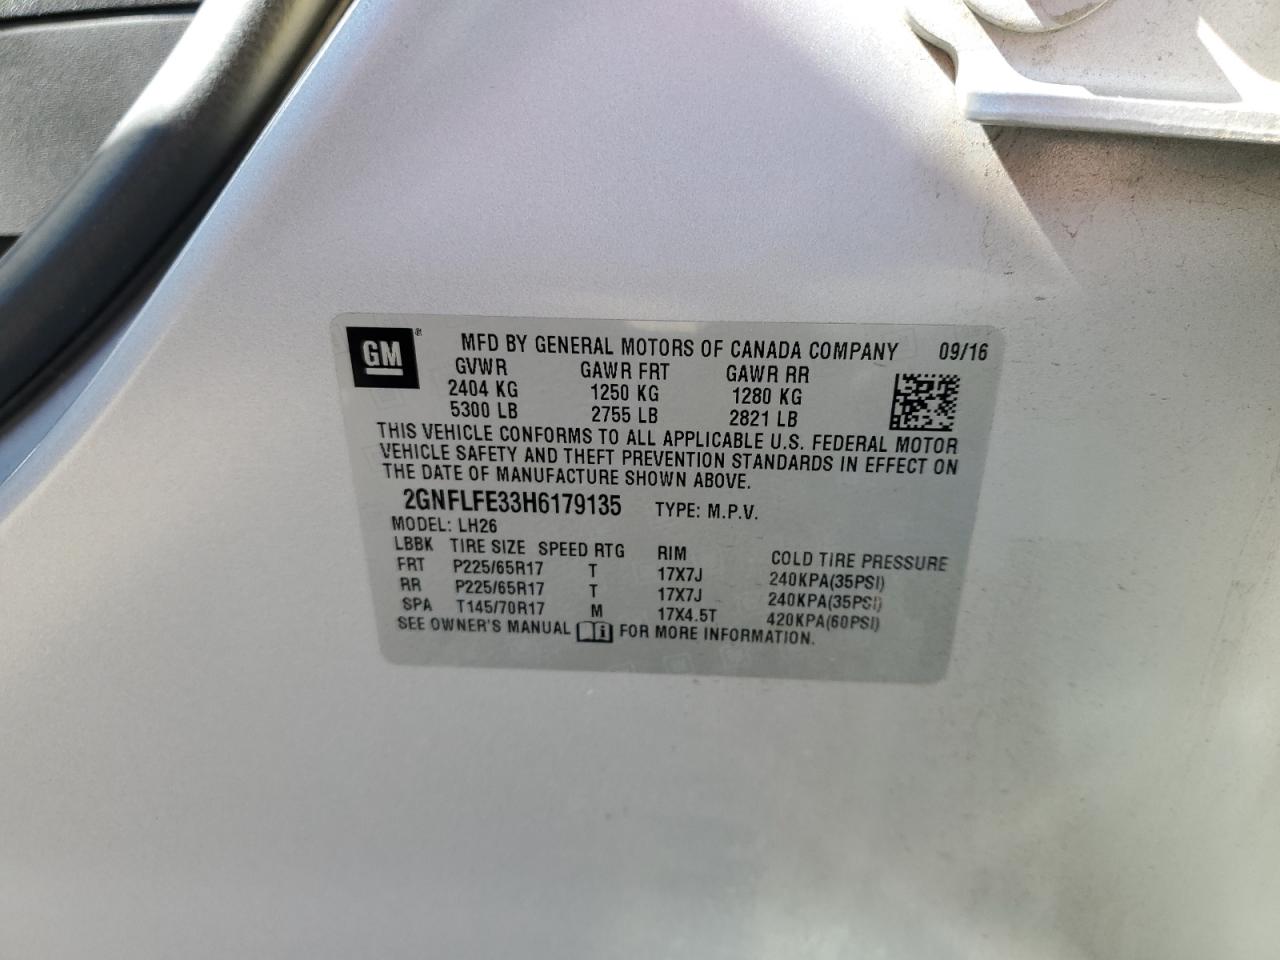 GM®
MFD BY GENERAL MOTORS OF CANADA COMPANY 09/16
GVWR GAWR FRT GAWR RR
2404 KG 1250 KG 1280 KG
5300 LB 2755 LB 2821 LB
THIS VEHICLE CONFORMS TO ALL APPLICABLE U.S. FEDERAL MOTOR
VEHICLE SAFETY AND THEFT PREVENTION STANDARDS IN EFFECT ON
THE DATE OF MANUFACTURE SHOWN ABOVE.
2GNFLFE33H6179135 TYPE: M.P.V.
MODEL: LH26
LBBK TIRE SIZE SPEED RTG RIM COLD TIRE PRESSURE
FRT P225/65R17 T 17X7J 240KPA(35PSI)
RR P225/65R17 T 17X7J 240KPA(35PSI)
SPA T145/70R17 M 17X4.5T 420KPA(60PSI)
SEE OWNER'S MANUAL i FOR MORE INFORMATION.